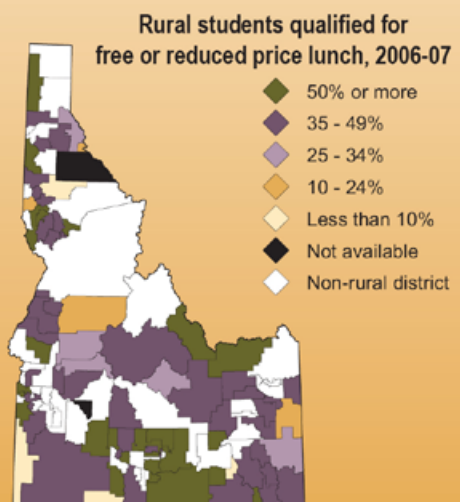 Rural students qualified for
free or reduced price lunch, 2006-07
50% or more
35 - 49%
25 - 34%
10 - 24%
Less than 10%
Not available
Non-rural district